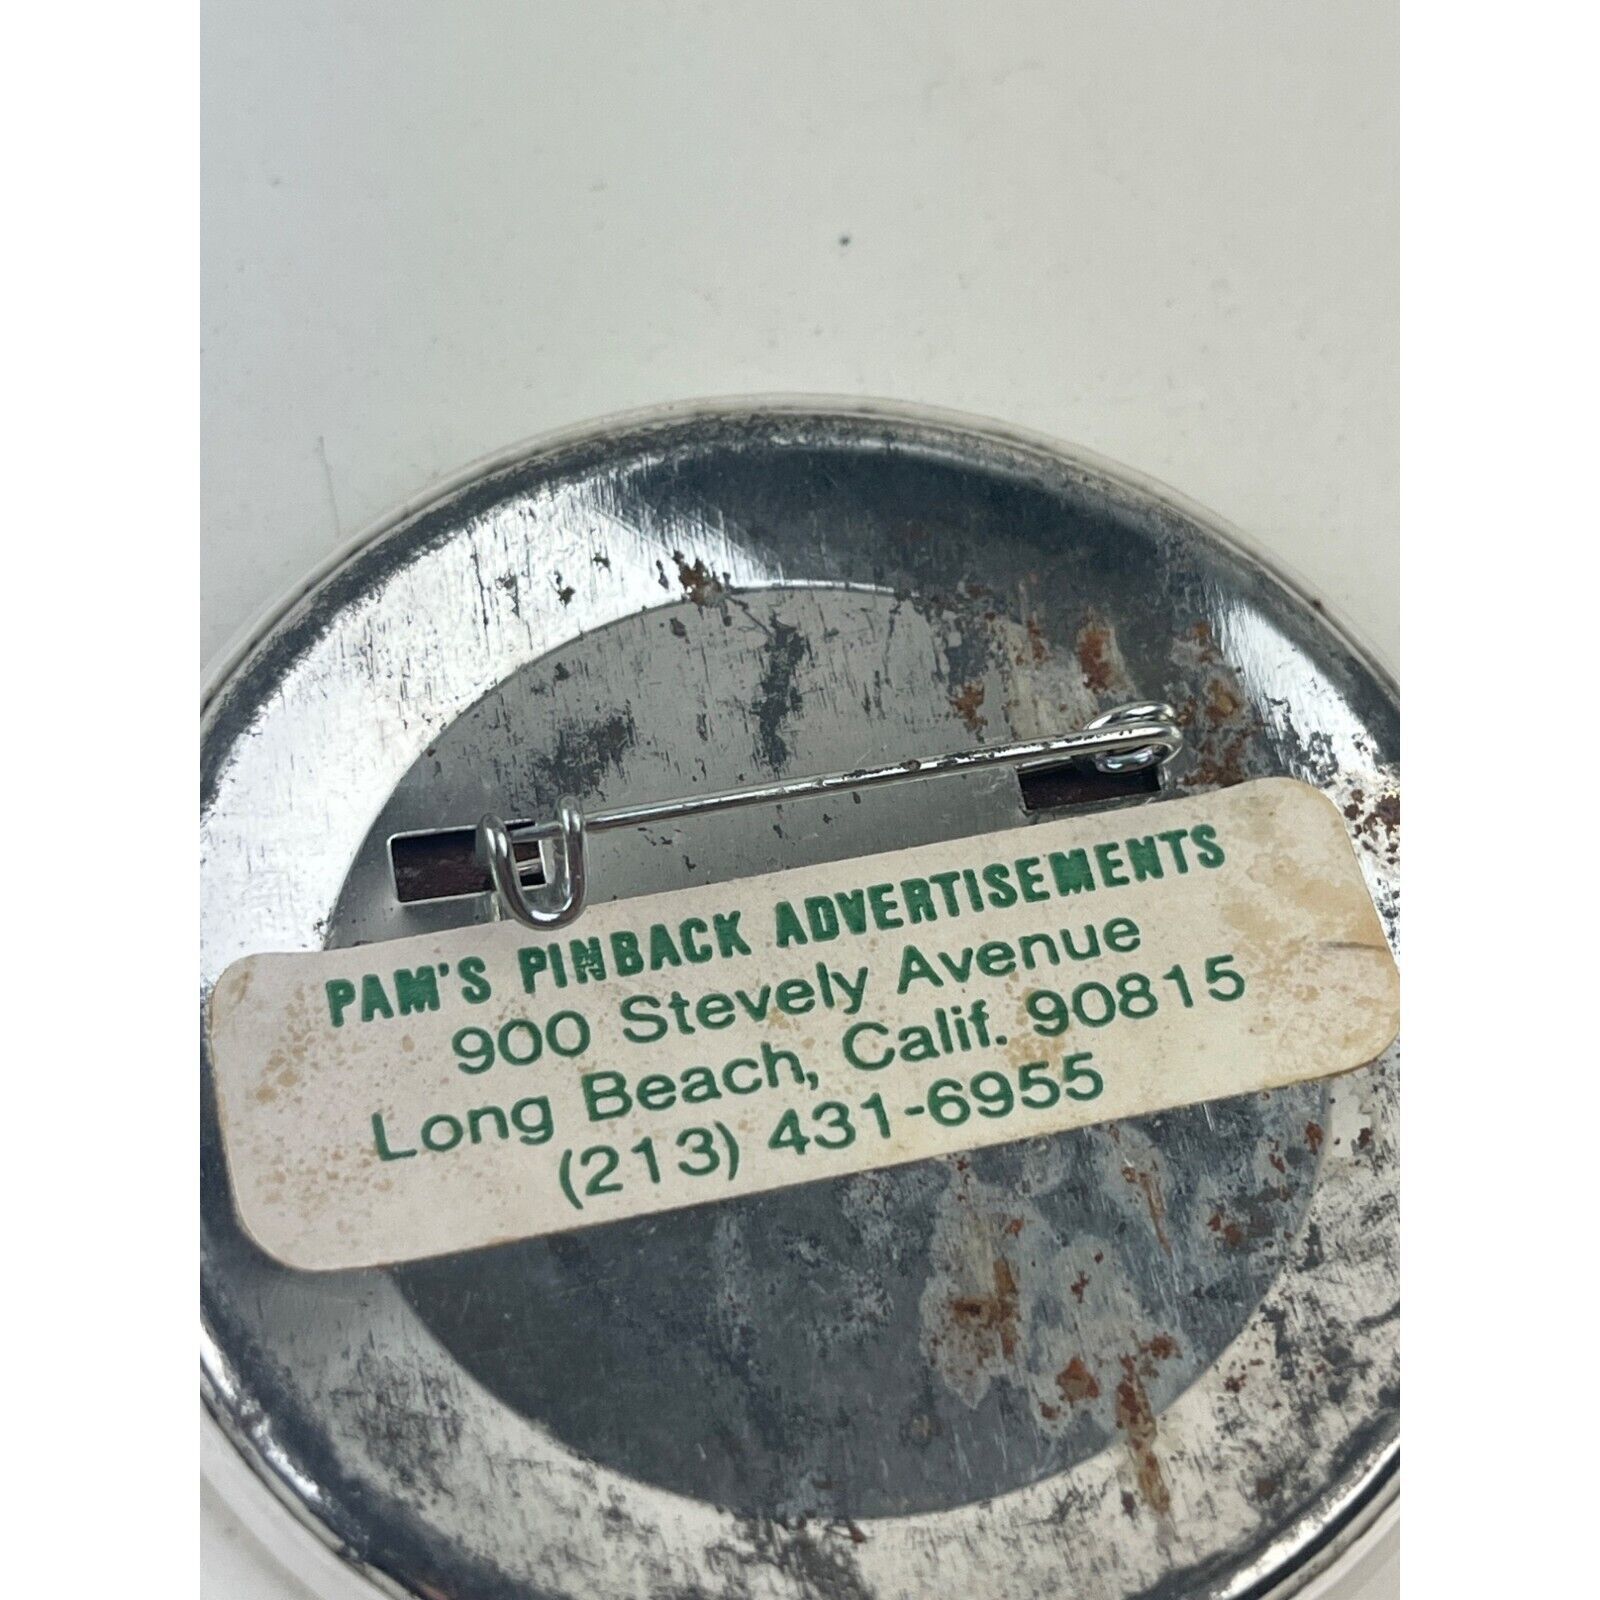 PAM'S PINBACK ADVERTISEMENTS
900 Stevely Avenue
Long Beach, Calif. 90815
(213) 431-6955